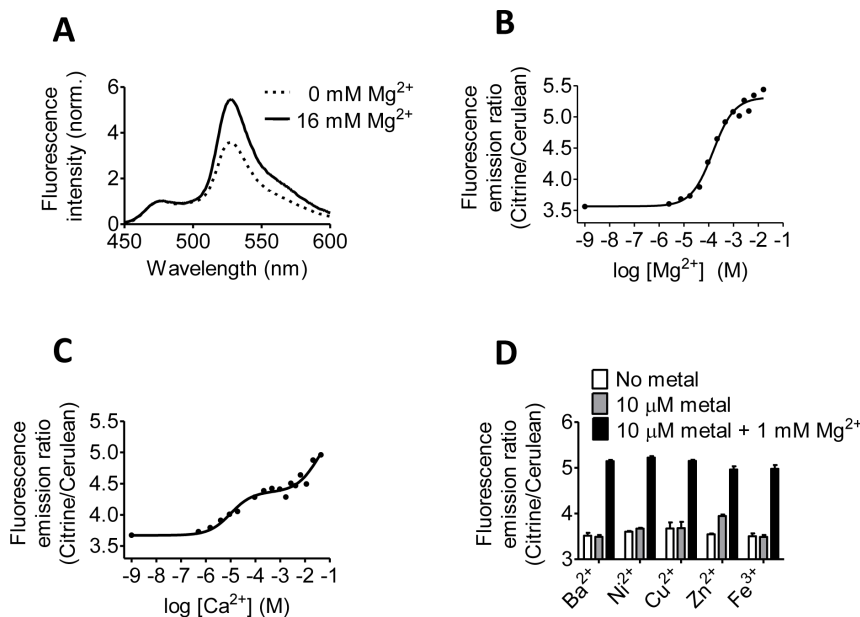 A
Fluorescence
intensity (norm.)
6
4
2
0
450
500
550
600
Wavelength (nm)
0 mM Mg²⁺
16 mM Mg²⁺
B
Fluorescence
emission ratio
(Citrine/Cerulean)
5.5
5.0
4.5
4.0
3.5
-9 -8 -7 -6 -5 -4 -3 -2 -1
log [Mg²⁺] (M)
C
Fluorescence
emission ratio
(Citrine/Cerulean)
5.5
5.0
4.5
4.0
3.5
-9 -8 -7 -6 -5 -4 -3 -2 -1
log [Ca²⁺] (M)
D
No metal
10 µM metal
10 µM metal + 1 mM Mg²⁺
Fluorescence
emission ratio
(Citrine/Cerulean)
6
5
4
3
Ba²⁺
Ni²⁺
Cu²⁺
Zn²⁺
Fe³⁺